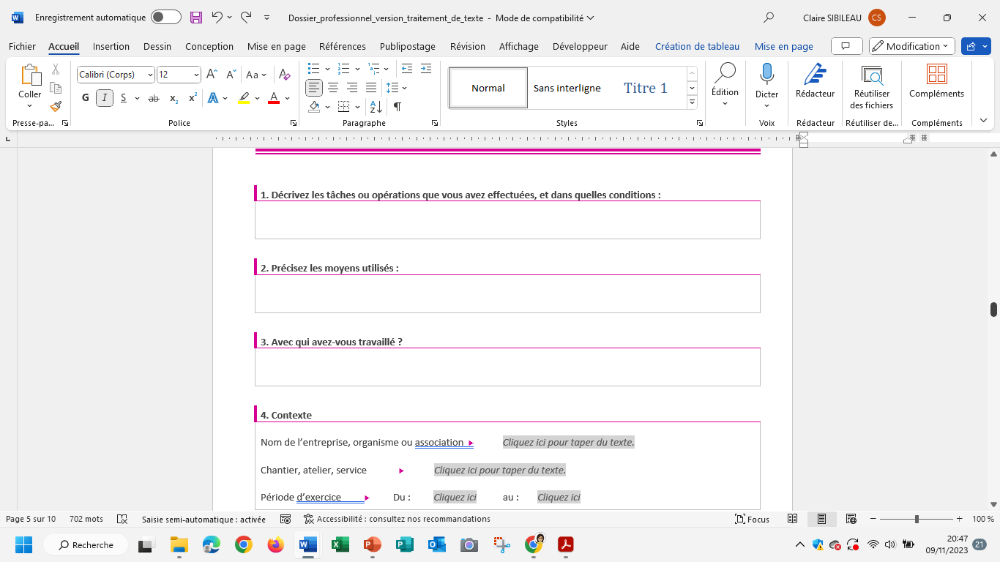 Enregistrement automatique
Dossier_professionnel_version_traitement_de_texte - Mode de compatibilité
Claire SIBILEAU CS
Fichier Accueil Insertion Dessin Conception Mise en page Références Publipostage Révision Affichage Développeur Aide Création de tableau Mise en page Modification
Calibri (Corps) 12 Aa
Coller
G I S ab x₂ x² A A
Normal Sans interligne Titre 1
Édition Dicter Rédacteur Réutiliser des fichiers Compléments
Presse-pa... Police Paragraphe Styles Voix Rédacteur Réutiliser de... Compléments
1. Décrivez les tâches ou opérations que vous avez effectuées, et dans quelles conditions :
2. Précisez les moyens utilisés :
3. Avec qui avez-vous travaillé ?
4. Contexte
Nom de l’entreprise, organisme ou association Cliquez ici pour taper du texte.
Chantier, atelier, service Cliquez ici pour taper du texte.
Période d’exercice Du : Cliquez ici au : Cliquez ici
Page 5 sur 10 702 mots Saisie semi-automatique : activée Accessibilité : consultez nos recommandations Focus 100 %
Recherche
20:47
09/11/2023 21